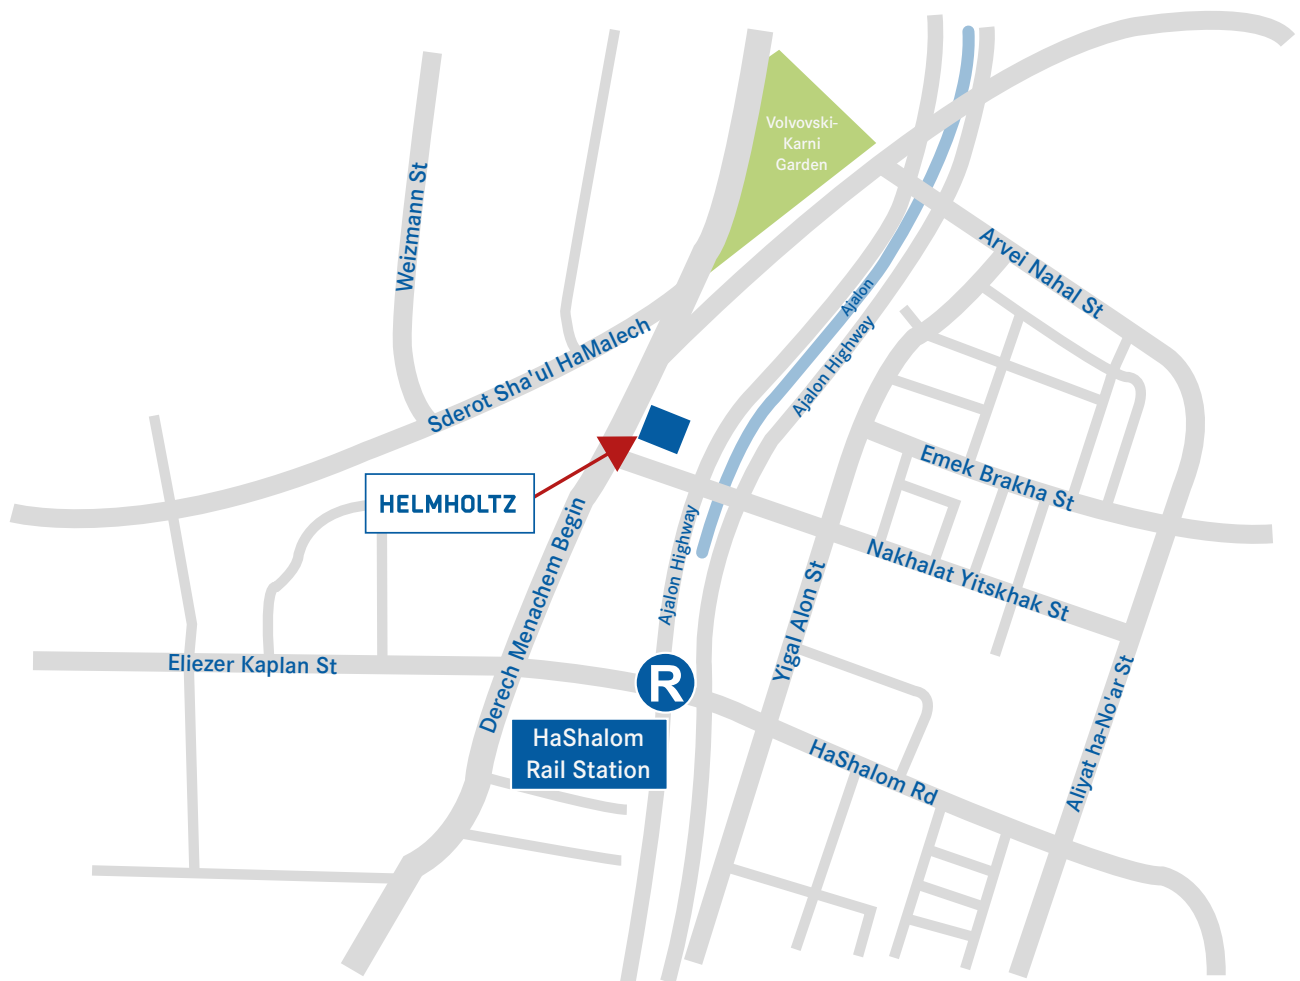 Volvovski-
Karni
Garden
Weizmann St
Arvei Nahal St
Ajalon
Sderot Sha'ul HaMalech
Ajalon Highway
Emek Brakha St
HELMHOLTZ
Derech Menachem Begin
Ajalon Highway
Nakhalat Yitskhak St
Yigal Alon St
Eliezer Kaplan St
R
Aliyat ha-No'ar St
HaShalom
Rail Station
HaShalom Rd